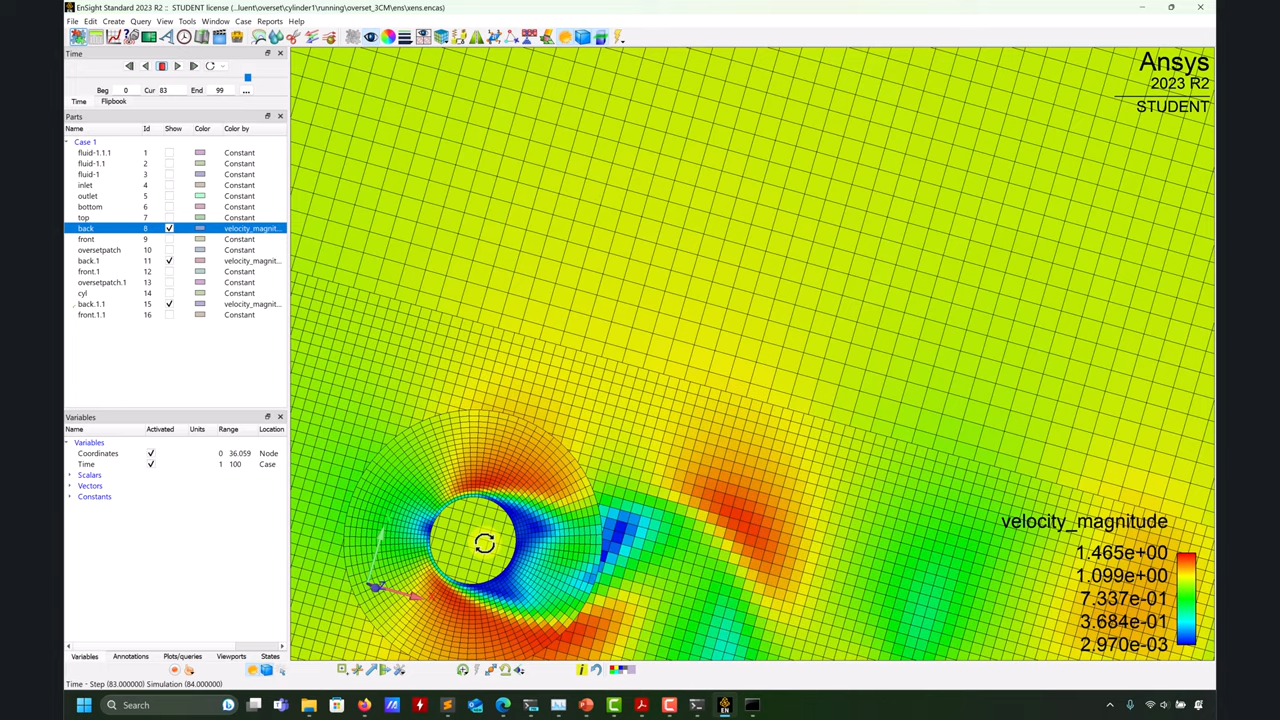 EnSight Standard 2023 R2 :: STUDENT license (...luent\overset\cylinder1\running\overset_3CM\ens\xens.encas)
File Edit Create Query View Tools Window Case Reports Help
Time
Beg 0 Cur 83 End 99 ...
Time Flipbook
Parts
Name Id Show Color Color by
Case 1
fluid-1.1.1 1 Constant
fluid-1.1 2 Constant
fluid-1 3 Constant
inlet 4 Constant
outlet 5 Constant
bottom 6 Constant
top 7 Constant
back 8 velocity_magnit...
front 9 Constant
oversetpatch 10 Constant
back.1 11 velocity_magnit...
front.1 12 Constant
oversetpatch.1 13 Constant
cyl 14 Constant
back.1.1 15 velocity_magnit...
front.1.1 16 Constant
Variables
Name Activated Units Range Location
Variables
Coordinates 0 36.059 Node
Time 1 100 Case
Scalars
Vectors
Constants
Variables Annotations Plots/queries Viewports States
Time - Step (83.000000) Simulation (84.000000)
Ansys
2023 R2
STUDENT
velocity_magnitude
1.465e+00
1.099e+00
7.337e-01
3.684e-01
2.970e-03
Search
EN